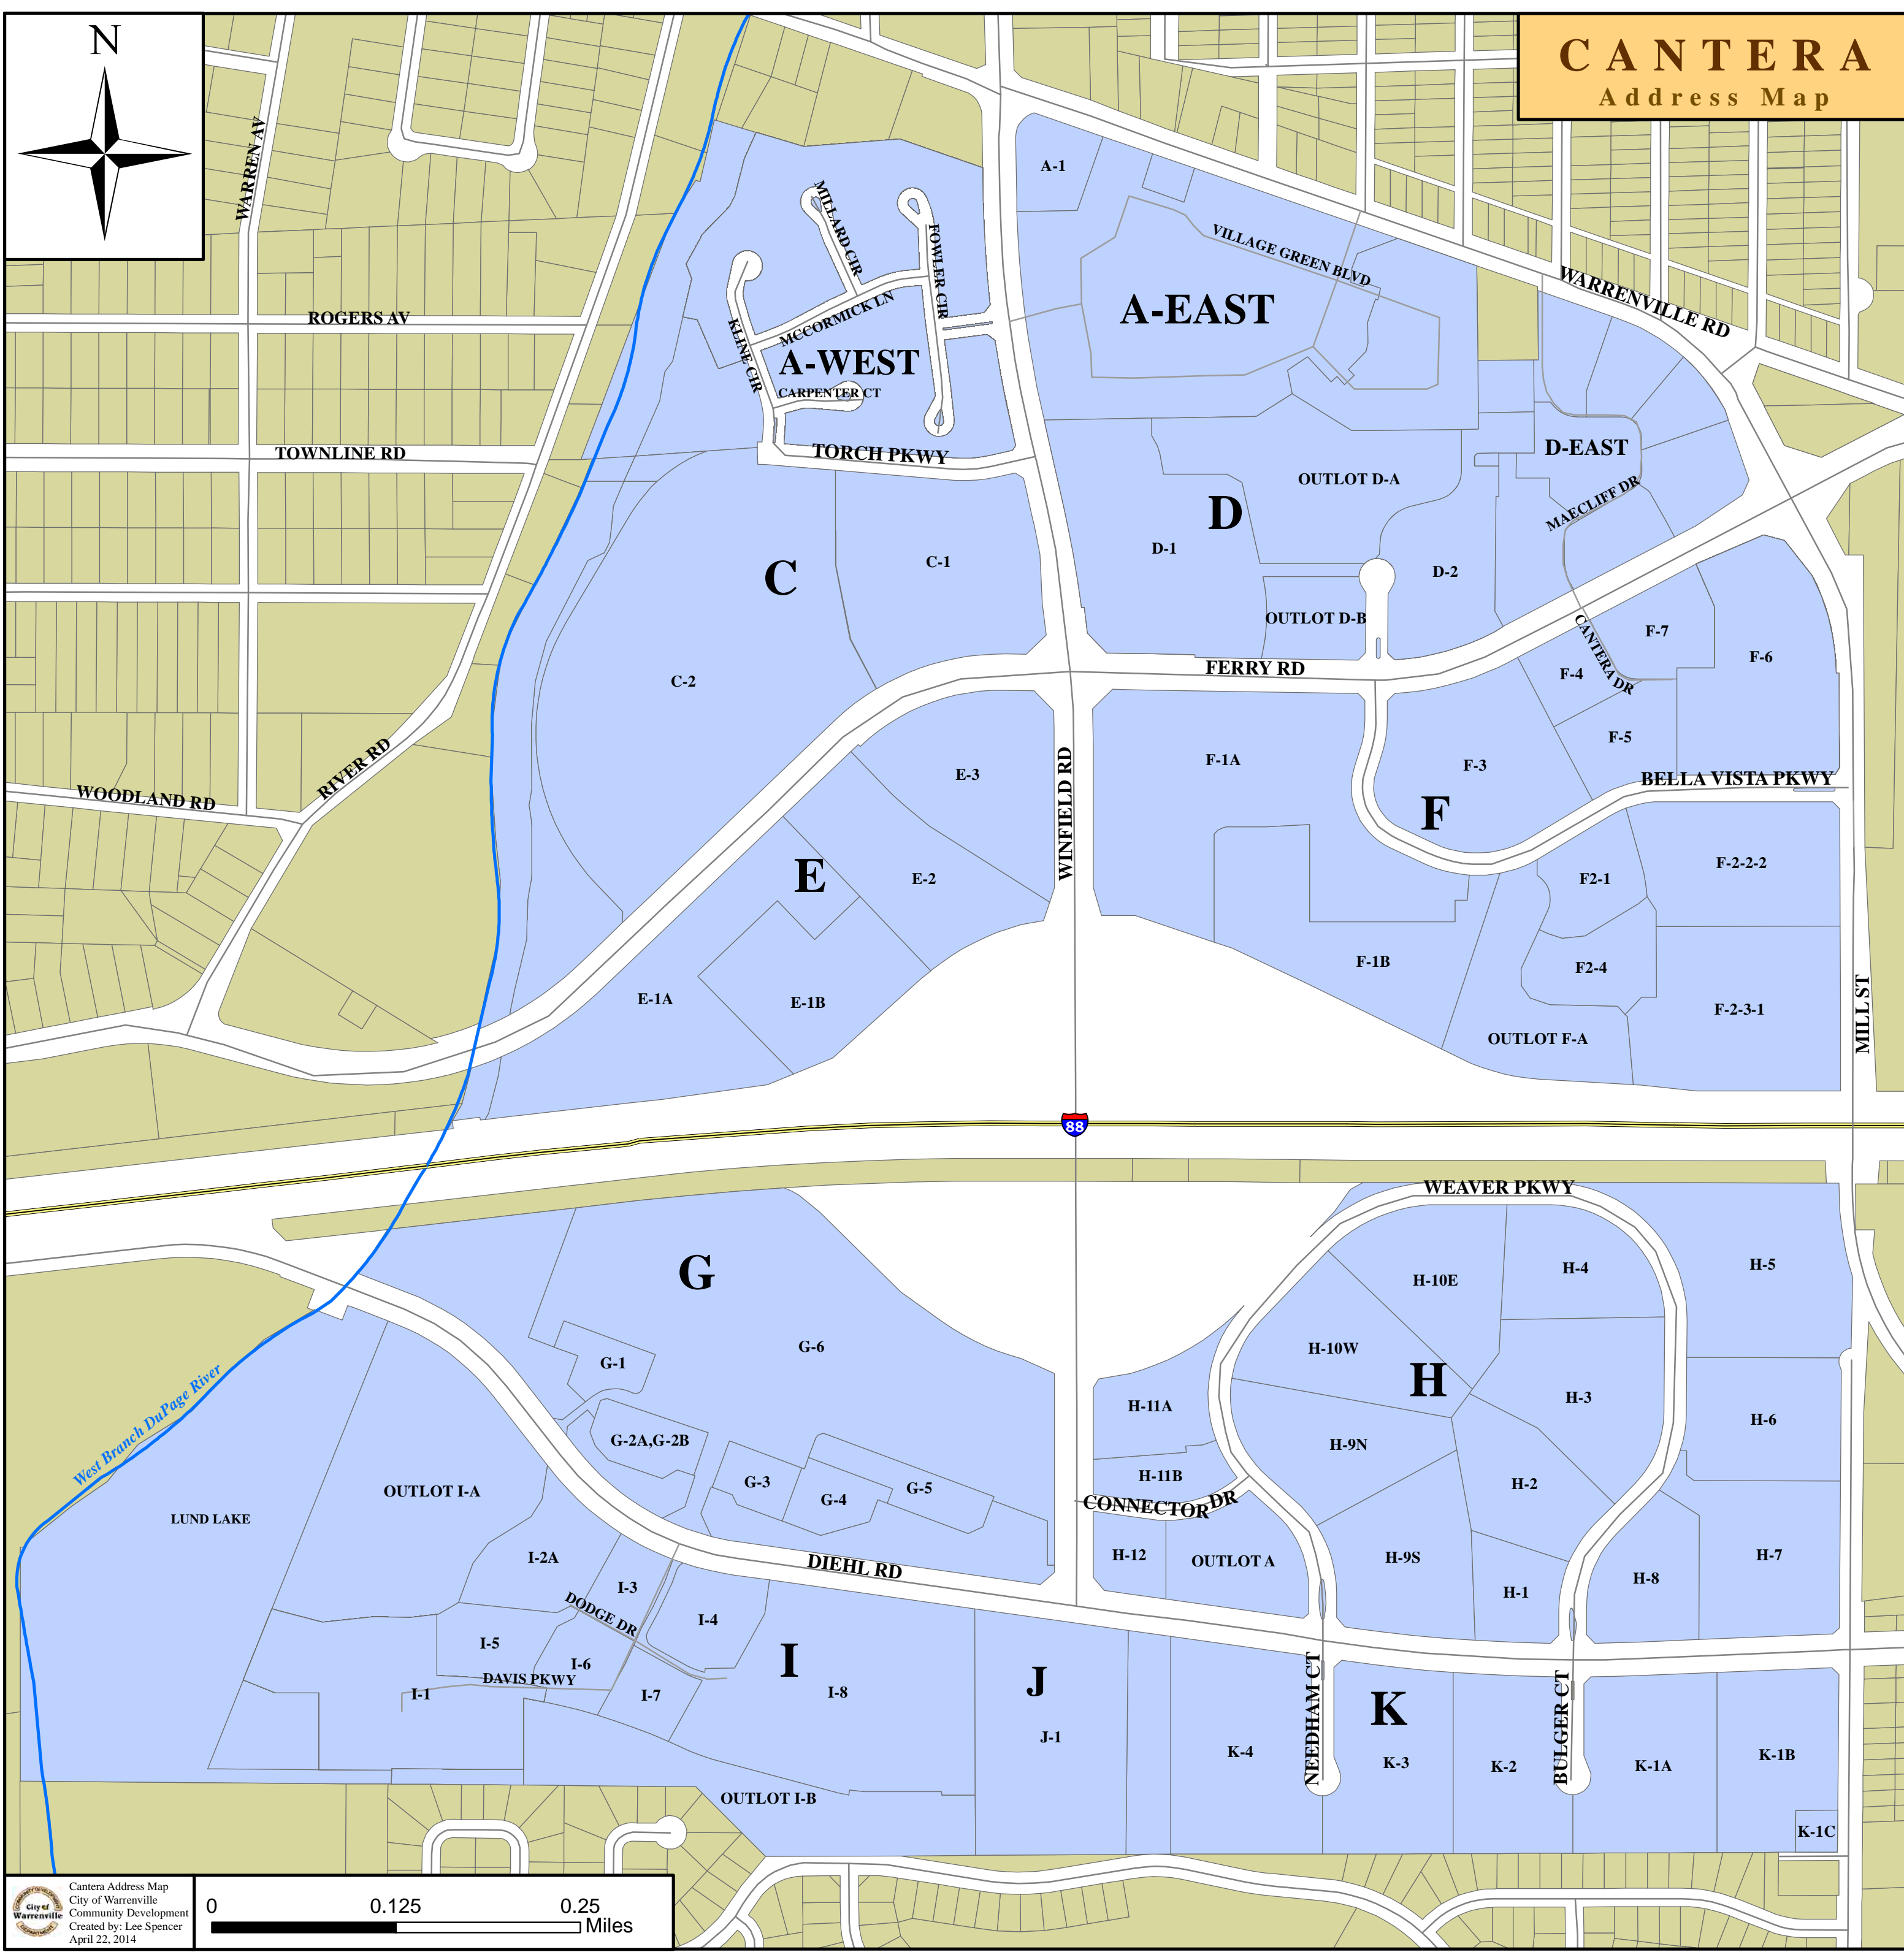 N
CANTERA
Address Map
WARREN AV
ROGERS AV
TOWNLINE RD
WOODLAND RD
RIVER RD
MILLARD CIR
FOWLER CIR
MCCORMICK LN
KLINE CIR
A-WEST
CARPENTER CT
TORCH PKWY
A-1
VILLAGE GREEN BLVD
A-EAST
WARRENVILLE RD
D-EAST
MAECLIFF DR
OUTLOT D-A
D
D-1
D-2
OUTLOT D-B
C
C-1
C-2
FERRY RD
CANTERA DR
F-7
F-4
F-6
F-5
F-1A
F-3
F
BELLA VISTA PKWY
WINFIELD RD
E-3
E
E-2
E-1A
E-1B
F2-1
F-2-2-2
F-1B
F2-4
F-2-3-1
OUTLOT F-A
MILL ST
88
WEAVER PKWY
G
G-6
G-1
G-2A,G-2B
G-3
G-4
G-5
H-10E
H-4
H-5
H-10W
H
H-3
H-11A
H-6
H-9N
H-11B
H-2
CONNECTOR DR
H-12
OUTLOT A
H-9S
H-1
H-8
H-7
West Branch DuPage River
LUND LAKE
OUTLOT I-A
I-2A
I-3
DODGE DR
I-4
DIEHL RD
I-5
I-6
DAVIS PKWY
I-1
I-7
I
I-8
J
J-1
OUTLOT I-B
K-4
NEEDHAM CT
K
K-3
K-2
BULGER CT
K-1A
K-1B
K-1C
City of
Warrenville
COMMUNITY DEVELOPMENT
DEPARTMENT
Cantera Address Map
City of Warrenville
Community Development
Created by: Lee Spencer
April 22, 2014
0 0.125 0.25
Miles